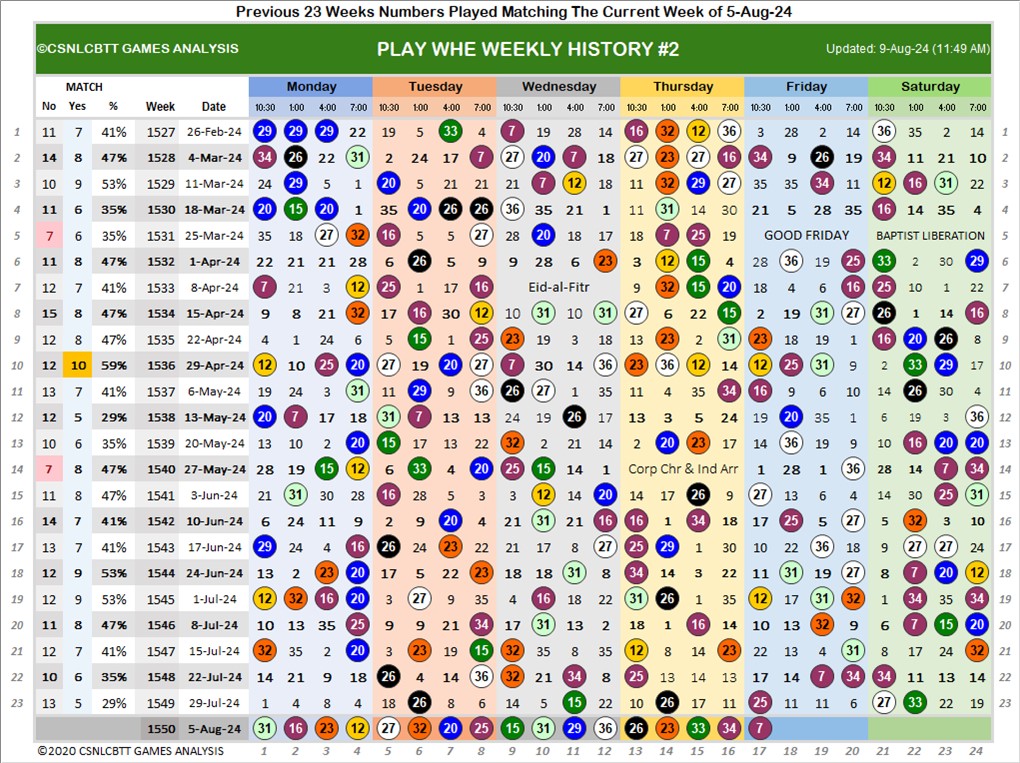 Previous 23 Weeks Numbers Played Matching The Current Week of 5-Aug-24
©CSNLCBTT GAMES ANALYSIS PLAY WHE WEEKLY HISTORY #2 Updated: 9-Aug-24 (11:49 AM)
MATCH Monday Tuesday Wednesday Thursday Friday Saturday
No Yes % Week Date 10:30 1:00 4:00 7:00 10:30 1:00 4:00 7:00 10:30 1:00 4:00 7:00 10:30 1:00 4:00 7:00 10:30 1:00 4:00 7:00 10:30 1:00 4:00 7:00
1 11 7 41% 1527 26-Feb-24 29 29 29 22 19 5 33 4 7 19 28 14 16 32 12 36 3 28 2 14 36 35 2 14 1
2 14 8 47% 1528 4-Mar-24 34 26 22 31 2 24 17 7 27 20 7 18 27 23 27 16 34 9 26 19 34 11 21 10 2
3 10 9 53% 1529 11-Mar-24 24 29 5 1 20 5 21 21 21 7 12 18 11 32 29 27 35 35 34 11 12 16 31 22 3
4 11 6 35% 1530 18-Mar-24 20 15 20 1 35 20 26 26 36 35 21 1 11 31 14 30 21 5 28 35 16 14 35 4 4
5 7 6 35% 1531 25-Mar-24 35 18 27 32 16 5 5 27 28 20 18 17 18 7 25 19 GOOD FRIDAY BAPTIST LIBERATION 5
6 11 8 47% 1532 1-Apr-24 22 21 21 28 6 26 5 9 9 28 6 23 3 12 15 4 28 36 19 25 33 2 30 29 6
7 12 7 41% 1533 8-Apr-24 7 21 3 12 25 1 17 16 Eid-al-Fitr 9 32 15 20 18 4 6 16 25 10 1 22 7
8 15 8 47% 1534 15-Apr-24 9 8 21 32 17 16 30 12 10 31 10 31 27 6 22 15 2 19 31 27 26 1 14 16 8
9 12 8 47% 1535 22-Apr-24 4 1 24 6 5 15 1 25 23 9 3 18 13 23 2 31 23 18 19 1 16 20 26 8 9
10 12 10 59% 1536 29-Apr-24 12 10 25 20 27 19 20 27 7 30 14 36 23 36 12 14 12 25 31 9 2 33 29 17 10
11 13 7 41% 1537 6-May-24 19 24 3 31 11 29 9 36 26 27 1 35 11 4 35 34 16 9 6 10 14 26 30 4 11
12 12 5 29% 1538 13-May-24 20 7 17 18 31 7 13 13 24 19 26 17 13 3 5 24 19 20 35 1 6 19 3 36 12
13 10 6 35% 1539 20-May-24 13 10 2 20 15 17 13 22 32 2 21 14 2 20 23 17 14 36 19 9 10 16 20 20 13
14 7 8 47% 1540 27-May-24 28 19 15 12 6 33 4 20 25 15 14 1 Corp Chr & Ind Arr 1 28 1 36 28 14 7 34 14
15 11 8 47% 1541 3-Jun-24 21 31 30 28 16 28 5 3 3 12 14 20 14 17 26 9 27 13 6 4 14 30 25 31 15
16 14 7 41% 1542 10-Jun-24 6 24 11 9 2 9 20 4 21 31 21 16 16 1 34 18 17 25 5 27 5 32 3 10 16
17 13 7 41% 1543 17-Jun-24 29 24 4 16 26 24 23 22 21 17 8 27 25 29 1 30 10 22 36 18 9 27 27 24 17
18 12 9 53% 1544 24-Jun-24 13 2 23 20 17 5 22 23 18 18 31 8 34 14 3 22 11 31 19 27 8 7 20 12 18
19 12 9 53% 1545 1-Jul-24 12 32 16 20 3 27 9 35 4 16 18 22 31 26 1 35 12 17 31 32 1 34 35 34 19
20 11 8 47% 1546 8-Jul-24 10 13 35 25 9 9 21 34 17 31 13 2 18 1 16 14 10 13 32 9 6 7 15 20 20
21 12 7 41% 1547 15-Jul-24 32 35 2 20 3 23 19 15 32 35 8 35 12 8 14 23 22 13 4 31 8 17 24 32 21
22 10 6 35% 1548 22-Jul-24 14 21 9 18 26 4 14 36 32 21 34 8 25 13 14 13 17 14 7 34 34 11 13 14 22
23 13 5 29% 1549 29-Jul-24 1 4 8 4 18 26 8 9 14 5 15 22 10 26 17 11 25 11 11 6 27 33 22 19 23
1550 5-Aug-24 31 16 23 12 27 32 20 25 15 31 29 36 26 23 33 34 7
©2020 CSNLCBTT GAMES ANALYSIS 1 2 3 4 5 6 7 8 9 10 11 12 13 14 15 16 17 18 19 20 21 22 23 24